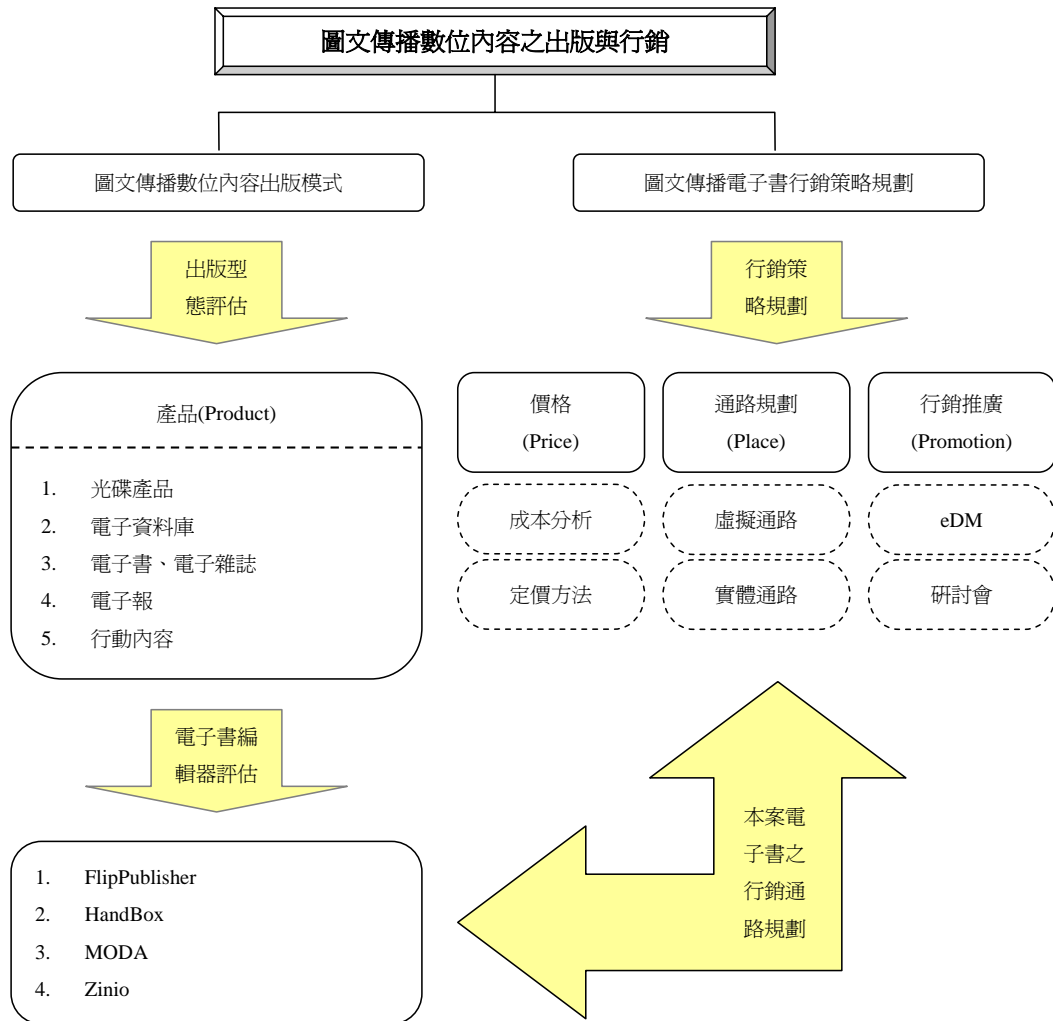 圖文傳播數位內容之出版與行銷
圖文傳播數位內容出版模式
圖文傳播電子書行銷策略規劃
出版型
態評估
行銷策
略規劃
產品(Product)
1. 光碟產品
2. 電子資料庫
3. 電子書、電子雜誌
4. 電子報
5. 行動內容
價格
(Price)
成本分析
定價方法
通路規劃
(Place)
虛擬通路
實體通路
行銷推廣
(Promotion)
eDM
研討會
電子書編
輯器評估
1. FlipPublisher
2. HandBox
3. MODA
4. Zinio
本案電
子書之
行銷通
路規劃